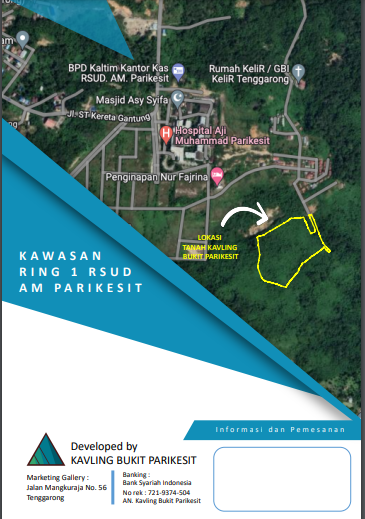 am
BPD Kaltim Kantor Kas
RSUD. AM. Parikesit
Rumah KeliR / GBI
KeliR Tenggarong
Masjid Asy Syifa
Jl. ST Kereta Gantung
ng
Hospital Aji
Muhammad Parikesit
Penginapan Nur Fajrina
LOKASI
TANAH KAVLING
BUKIT PARIKESIT
KAWASAN
RING 1 RSUD
AM PARIKESIT
Informasi dan Pemesanan
Developed by
KAVLING BUKIT PARIKESIT
Marketing Gallery :
Jalan Mangkuraja No. 56
Tenggarong
Banking :
Bank Syariah Indonesia
No rek : 721-9374-504
AN. Kavling Bukit Parikesit